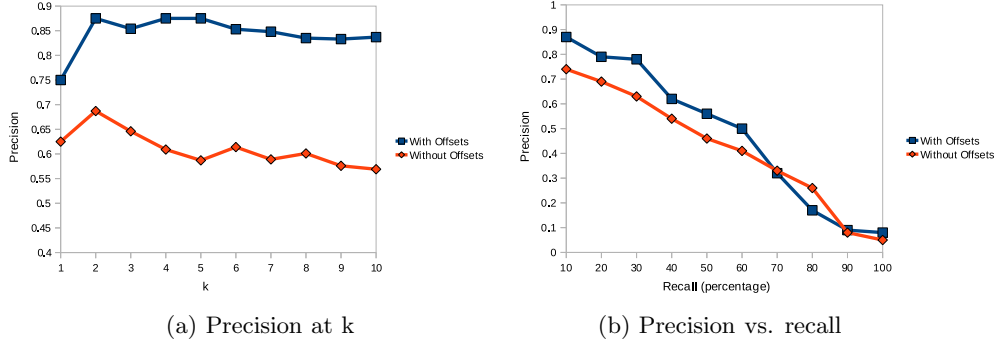 0.9
0.85
0.8
0.75
0.7
0.65
0.6
0.55
0.5
0.45
0.4
Precision
1 2 3 4 5 6 7 8 9 10
k
With Offsets
Without Offsets
(a) Precision at k
1
0.9
0.8
0.7
0.6
0.5
0.4
0.3
0.2
0.1
0
Precision
10 20 30 40 50 60 70 80 90 100
Recall (percentage)
With Offsets
Without Offsets
(b) Precision vs. recall